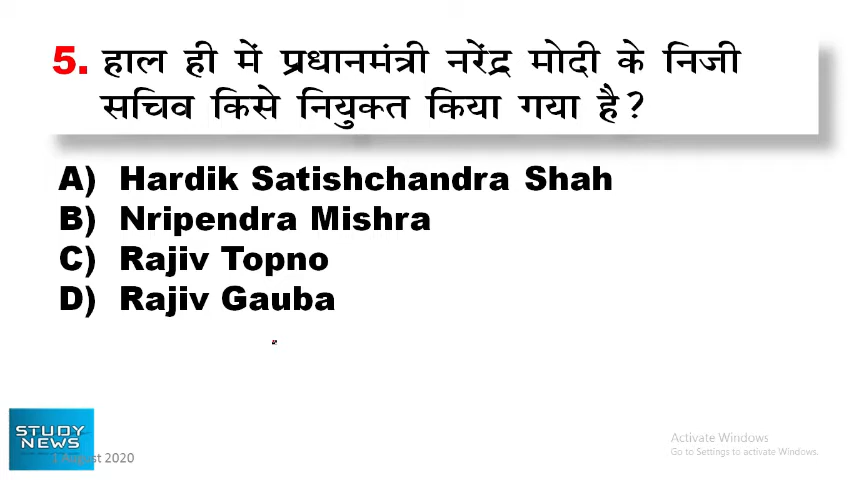 5. हाल ही में प्रधानमंत्री नरेंद्र मोदी के निजी
सचिव किसे नियुक्त किया गया है?
A) Hardik Satishchandra Shah
B) Nripendra Mishra
C) Rajiv Topno
D) Rajiv Gauba
STUDY
NEWS
1 August 2020
Activate Windows
Go to Settings to activate Windows.